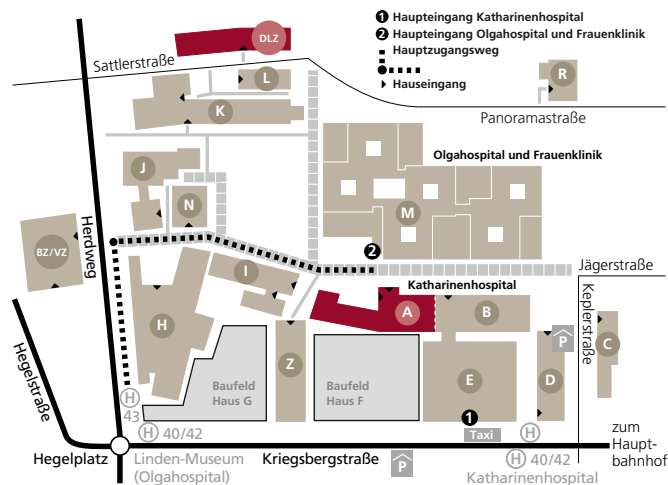 ❶ Haupteingang Katharinenhospital
❷ Haupteingang Olgahospital und Frauenklinik
Hauptzugangsweg
Hauseingang
DLZ
Sattlerstraße
L
R
K
Panoramastraße
Olgahospital und Frauenklinik
J
N
M
BZ/VZ
Herdweg
2
Jägerstraße
I
Katharinenhospital
H
A
B
Keplerstraße
C
Hegelstraße
Z
E
D
P
Baufeld
Haus G
Baufeld
Haus F
H
43
1
Taxi
H
H 40/42
zum
Haupt-
bahnhof
Hegelplatz
Linden-Museum
(Olgahospital)
Kriegsbergstraße
P
H 40/42
Katharinenhospital